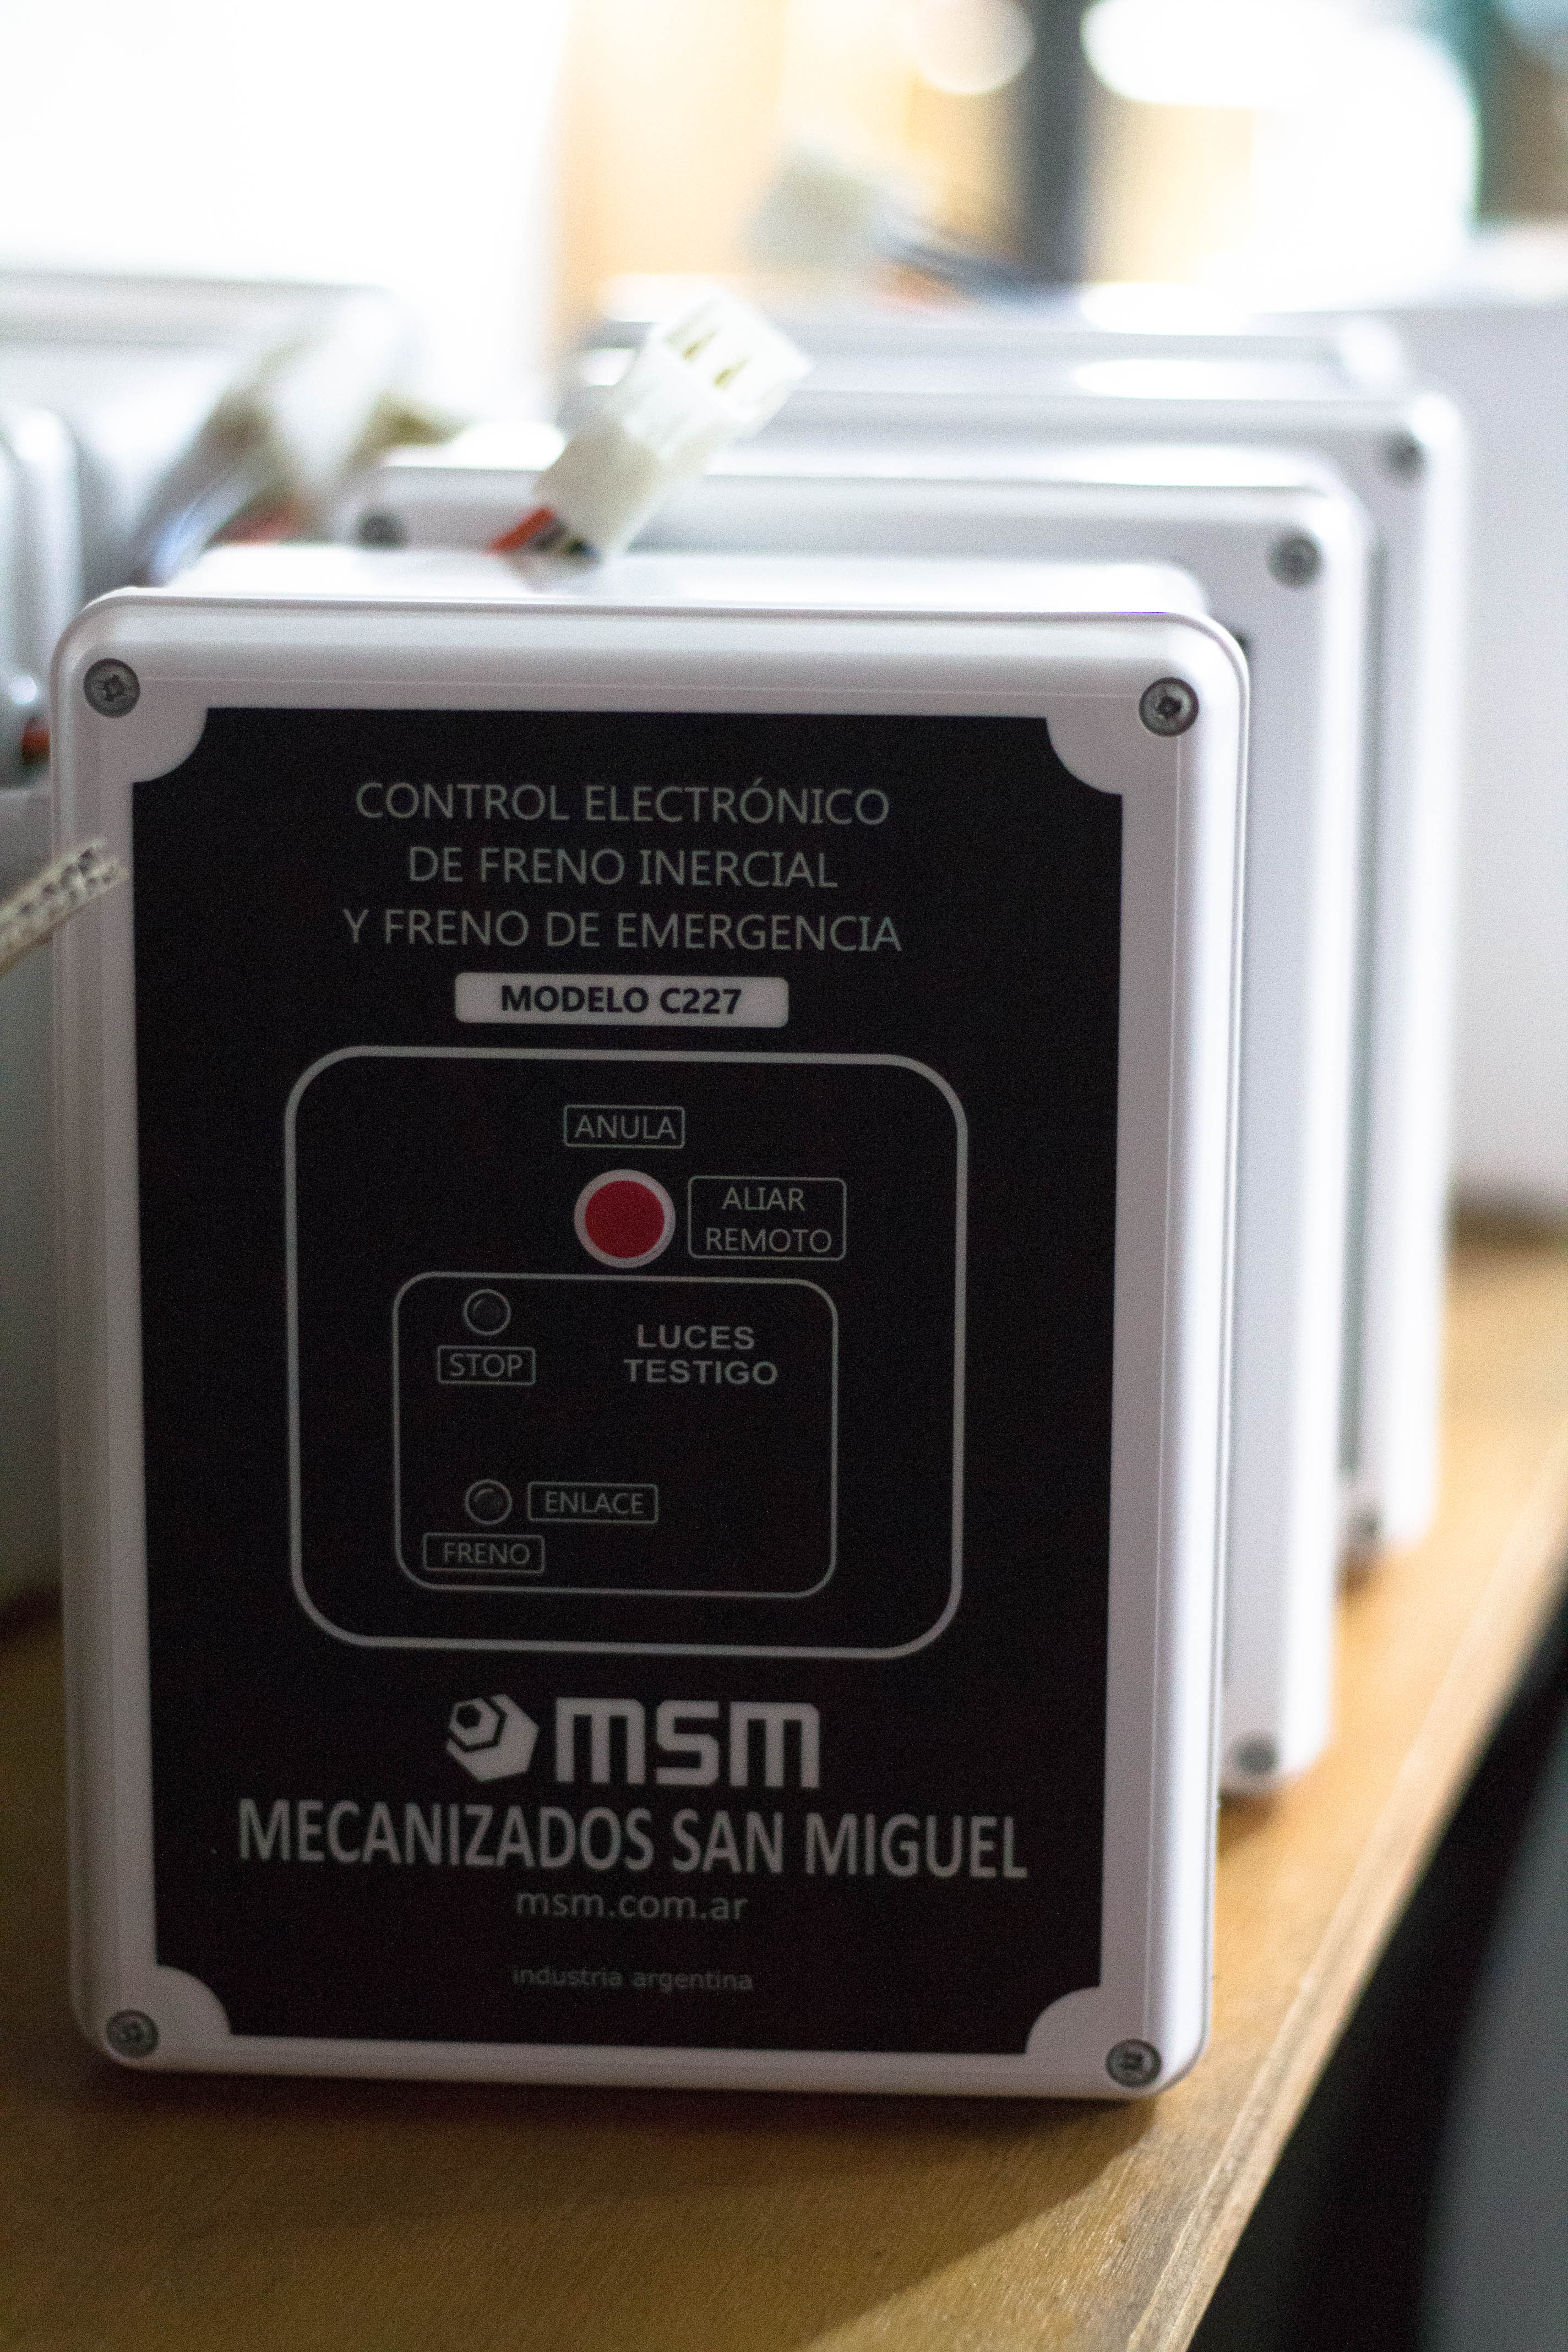 CONTROL ELECTRÓNICO
DE FRENO INERCIAL
Y FRENO DE EMERGENCIA
MODELO C227
ANULA
ALIAR
REMOTO
LUCES
TESTIGO
STOP
ENLACE
FRENO
msm
MECANIZADOS SAN MIGUEL
msm.com.ar
industria argentina